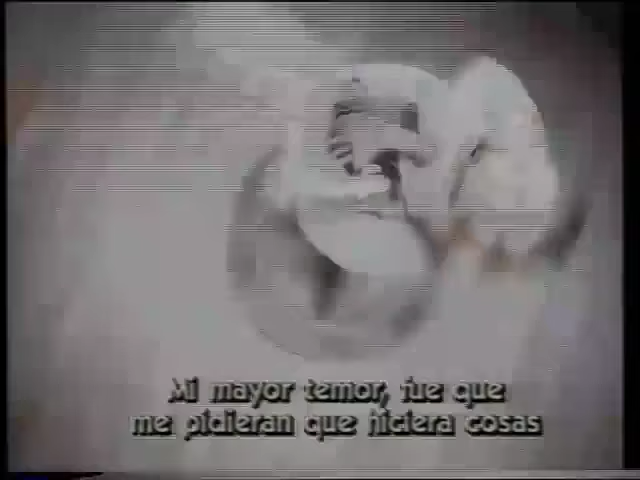 Mi mayor temor, fue que
me pidieran que hiciera cosas